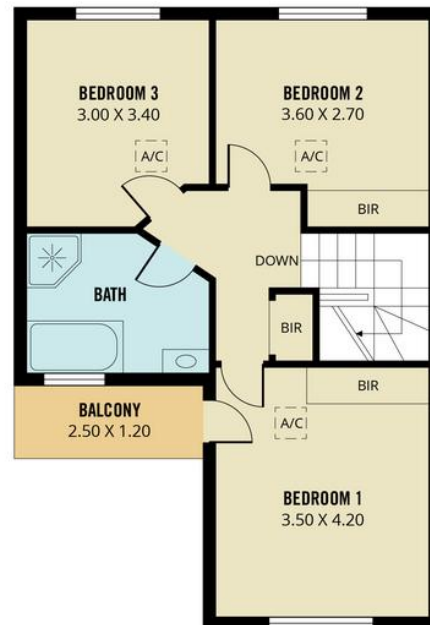 BEDROOM 3
3.00 X 3.40
A/C
BEDROOM 2
3.60 X 2.70
A/C
BIR
DOWN
BATH
BIR
BIR
BALCONY
2.50 X 1.20
A/C
BEDROOM 1
3.50 X 4.20